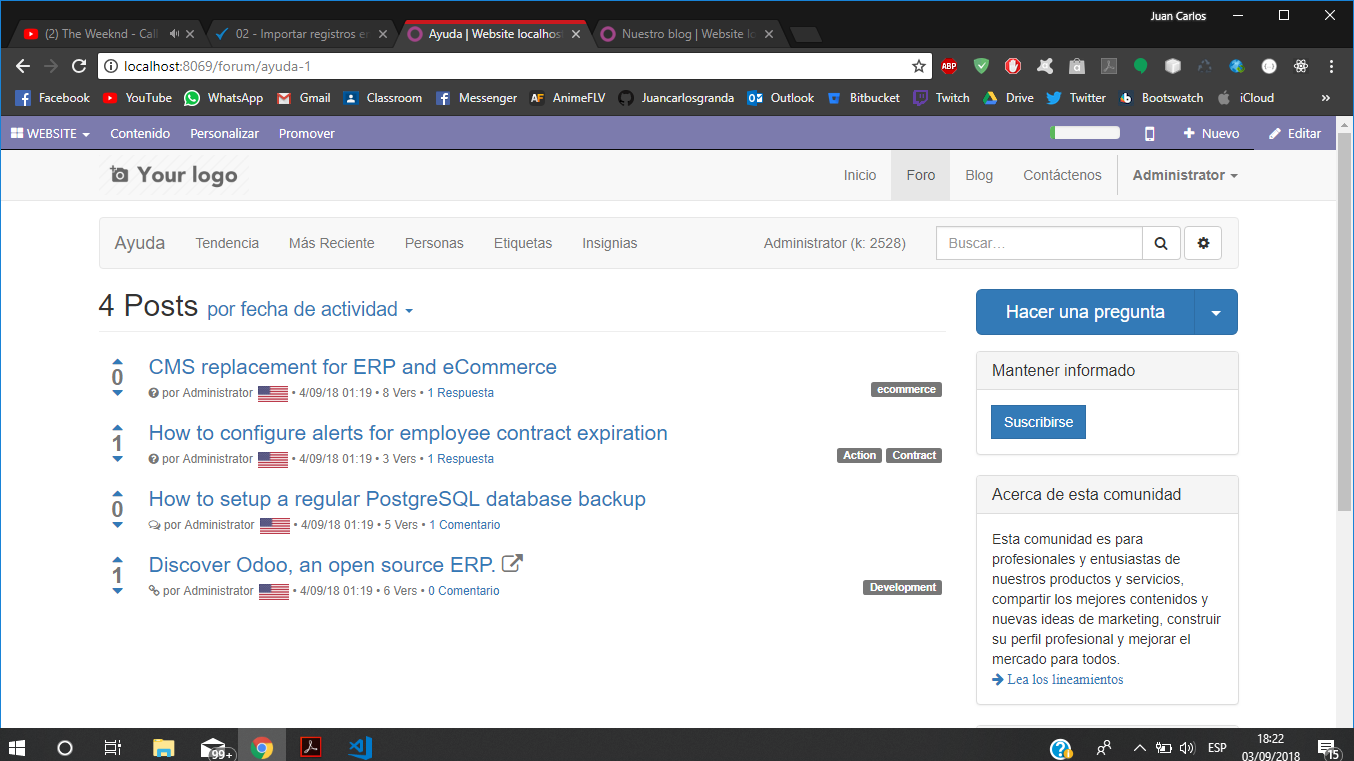 Juan Carlos
(2) The Weeknd - Call
02 - Importar registros en
Ayuda | Website localhost
Nuestro blog | Website lo
localhost:8069/forum/ayuda-1
ABP
Facebook YouTube WhatsApp Gmail Classroom Messenger AF AnimeFLV Juancarlosgranda Outlook Bitbucket Twitch Drive Twitter Bootswatch iCloud »
WEBSITE Contenido Personalizar Promover Nuevo Editar
Your logo Inicio Foro Blog Contáctenos Administrator
Ayuda Tendencia Más Reciente Personas Etiquetas Insignias Administrator (k: 2528) Buscar...
4 Posts por fecha de actividad
Hacer una pregunta
0 CMS replacement for ERP and eCommerce
por Administrator • 4/09/18 01:19 • 8 Vers • 1 Respuesta ecommerce
1 How to configure alerts for employee contract expiration
por Administrator • 4/09/18 01:19 • 3 Vers • 1 Respuesta Action Contract
0 How to setup a regular PostgreSQL database backup
por Administrator • 4/09/18 01:19 • 5 Vers • 1 Comentario
1 Discover Odoo, an open source ERP.
por Administrator • 4/09/18 01:19 • 6 Vers • 0 Comentario Development
Mantener informado
Suscribirse
Acerca de esta comunidad
Esta comunidad es para
profesionales y entusiastas de
nuestros productos y servicios,
compartir los mejores contenidos y
nuevas ideas de marketing, construir
su perfil profesional y mejorar el
mercado para todos.
Lea los lineamientos
99+
ESP
18:22
03/09/2018
15